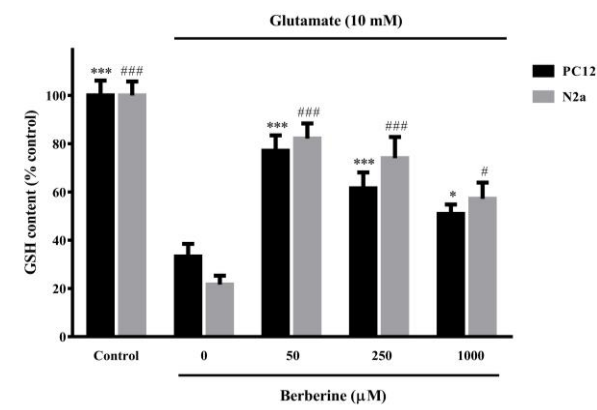 Glutamate (10 mM)
PC12
N2a
GSH content (% control)
100
80
60
40
20
0
*** ###
*** ###
*** ###
* #
Control 0 50 250 1000
Berberine (μM)